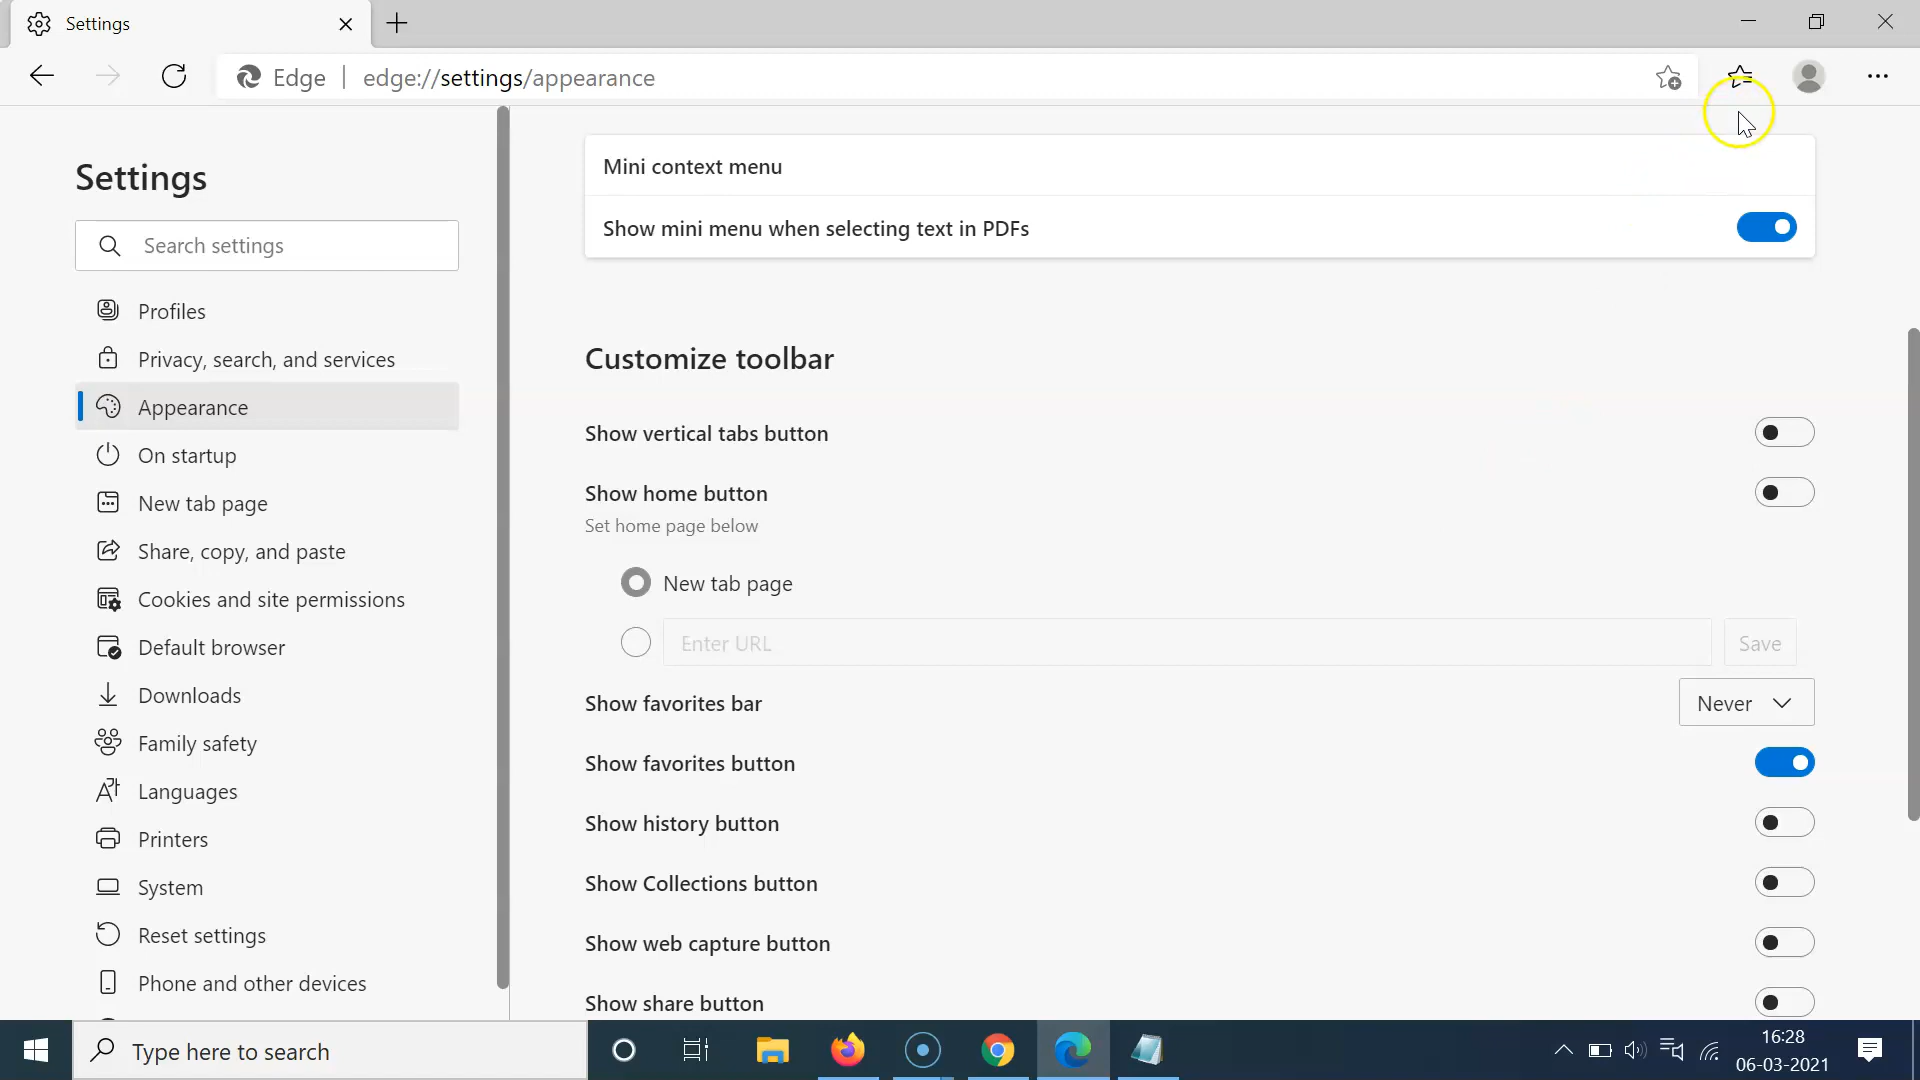 Settings
Edge | edge://settings/appearance
Settings
Search settings
Profiles
Privacy, search, and services
Appearance
On startup
New tab page
Share, copy, and paste
Cookies and site permissions
Default browser
Downloads
Family safety
Languages
Printers
System
Reset settings
Phone and other devices
Mini context menu
Show mini menu when selecting text in PDFs
Customize toolbar
Show vertical tabs button
Show home button
Set home page below
New tab page
Enter URL
Save
Show favorites bar
Never
Show favorites button
Show history button
Show Collections button
Show web capture button
Show share button
Type here to search
16:28
06-03-2021